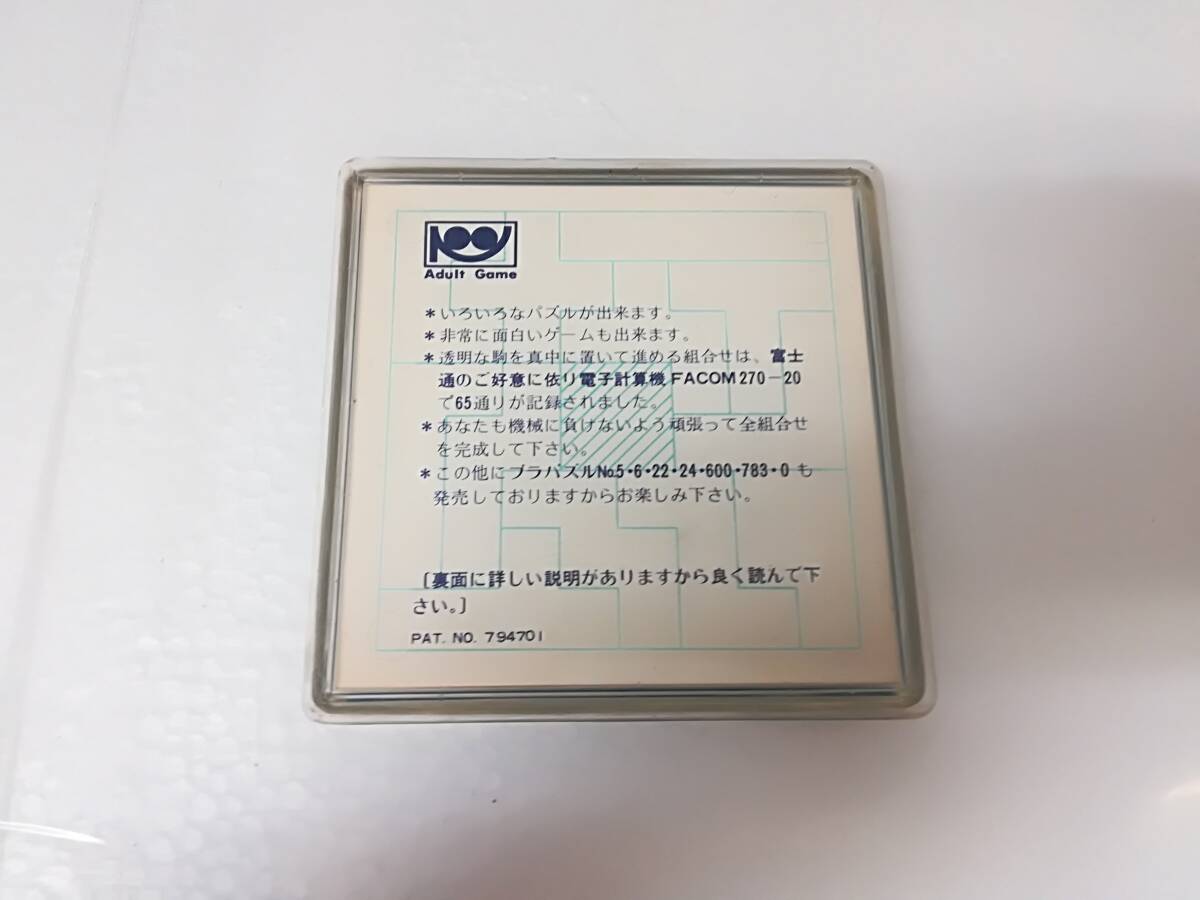 Adult Game
*いろいろなパズルが出来ます。
*非常に面白いゲームも出来ます。
*透明な駒を真中に置いて進める組合せは、富士
通のご好意に依り電子計算機FACOM270-20
で65通りが記録されました。
*あなたも機械に負けないよう頑張って全組合せ
を完成して下さい。
*この他にプラパズルNo.5・6・22・24・600・783・0も
発売しておりますからお楽しみ下さい。
〔裏面に詳しい説明がありますから良く読んで下
さい。〕
PAT. NO. 794701